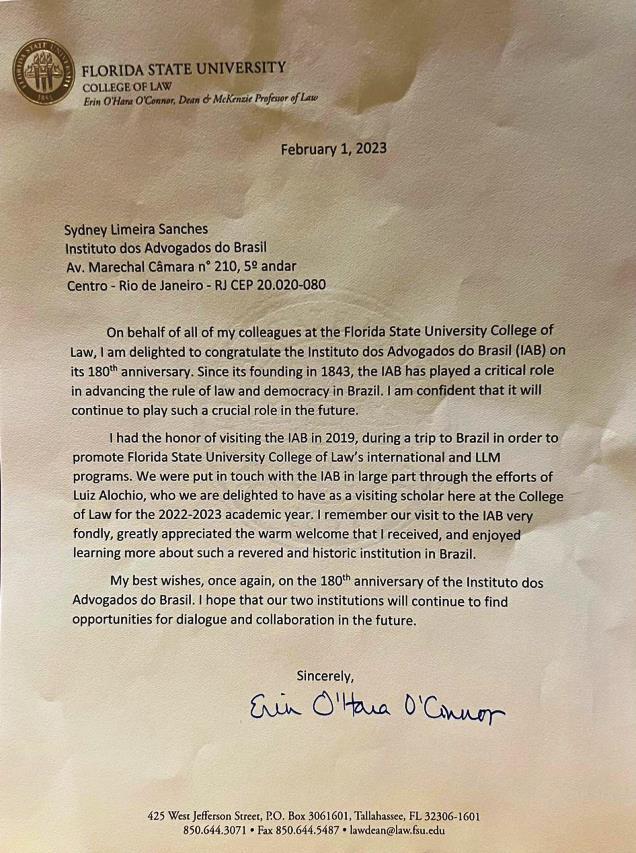 FLORIDA STATE UNIVERSITY
COLLEGE OF LAW
Erin O'Hara O'Connor, Dean & McKenzie Professor of Law
February 1, 2023
Sydney Limeira Sanches
Instituto dos Advogados do Brasil
Av. Marechal Câmara n° 210, 5º andar
Centro - Rio de Janeiro - RJ CEP 20.020-080
On behalf of all of my colleagues at the Florida State University College of
Law, I am delighted to congratulate the Instituto dos Advogados do Brasil (IAB) on
its 180th anniversary. Since its founding in 1843, the IAB has played a critical role
in advancing the rule of law and democracy in Brazil. I am confident that it will
continue to play such a crucial role in the future.
I had the honor of visiting the IAB in 2019, during a trip to Brazil in order to
promote Florida State University College of Law's international and LLM
programs. We were put in touch with the IAB in large part through the efforts of
Luiz Alochio, who we are delighted to have as a visiting scholar here at the College
of Law for the 2022-2023 academic year. I remember our visit to the IAB very
fondly, greatly appreciated the warm welcome that I received, and enjoyed
learning more about such a revered and historic institution in Brazil.
My best wishes, once again, on the 180th anniversary of the Instituto dos
Advogados do Brasil. I hope that our two institutions will continue to find
opportunities for dialogue and collaboration in the future.
Sincerely,
Erin O'Hara O'Connor
425 West Jefferson Street, P.O. Box 3061601, Tallahassee, FL 32306-1601
850.644.3071 • Fax 850.644.5487 • lawdean@law.fsu.edu